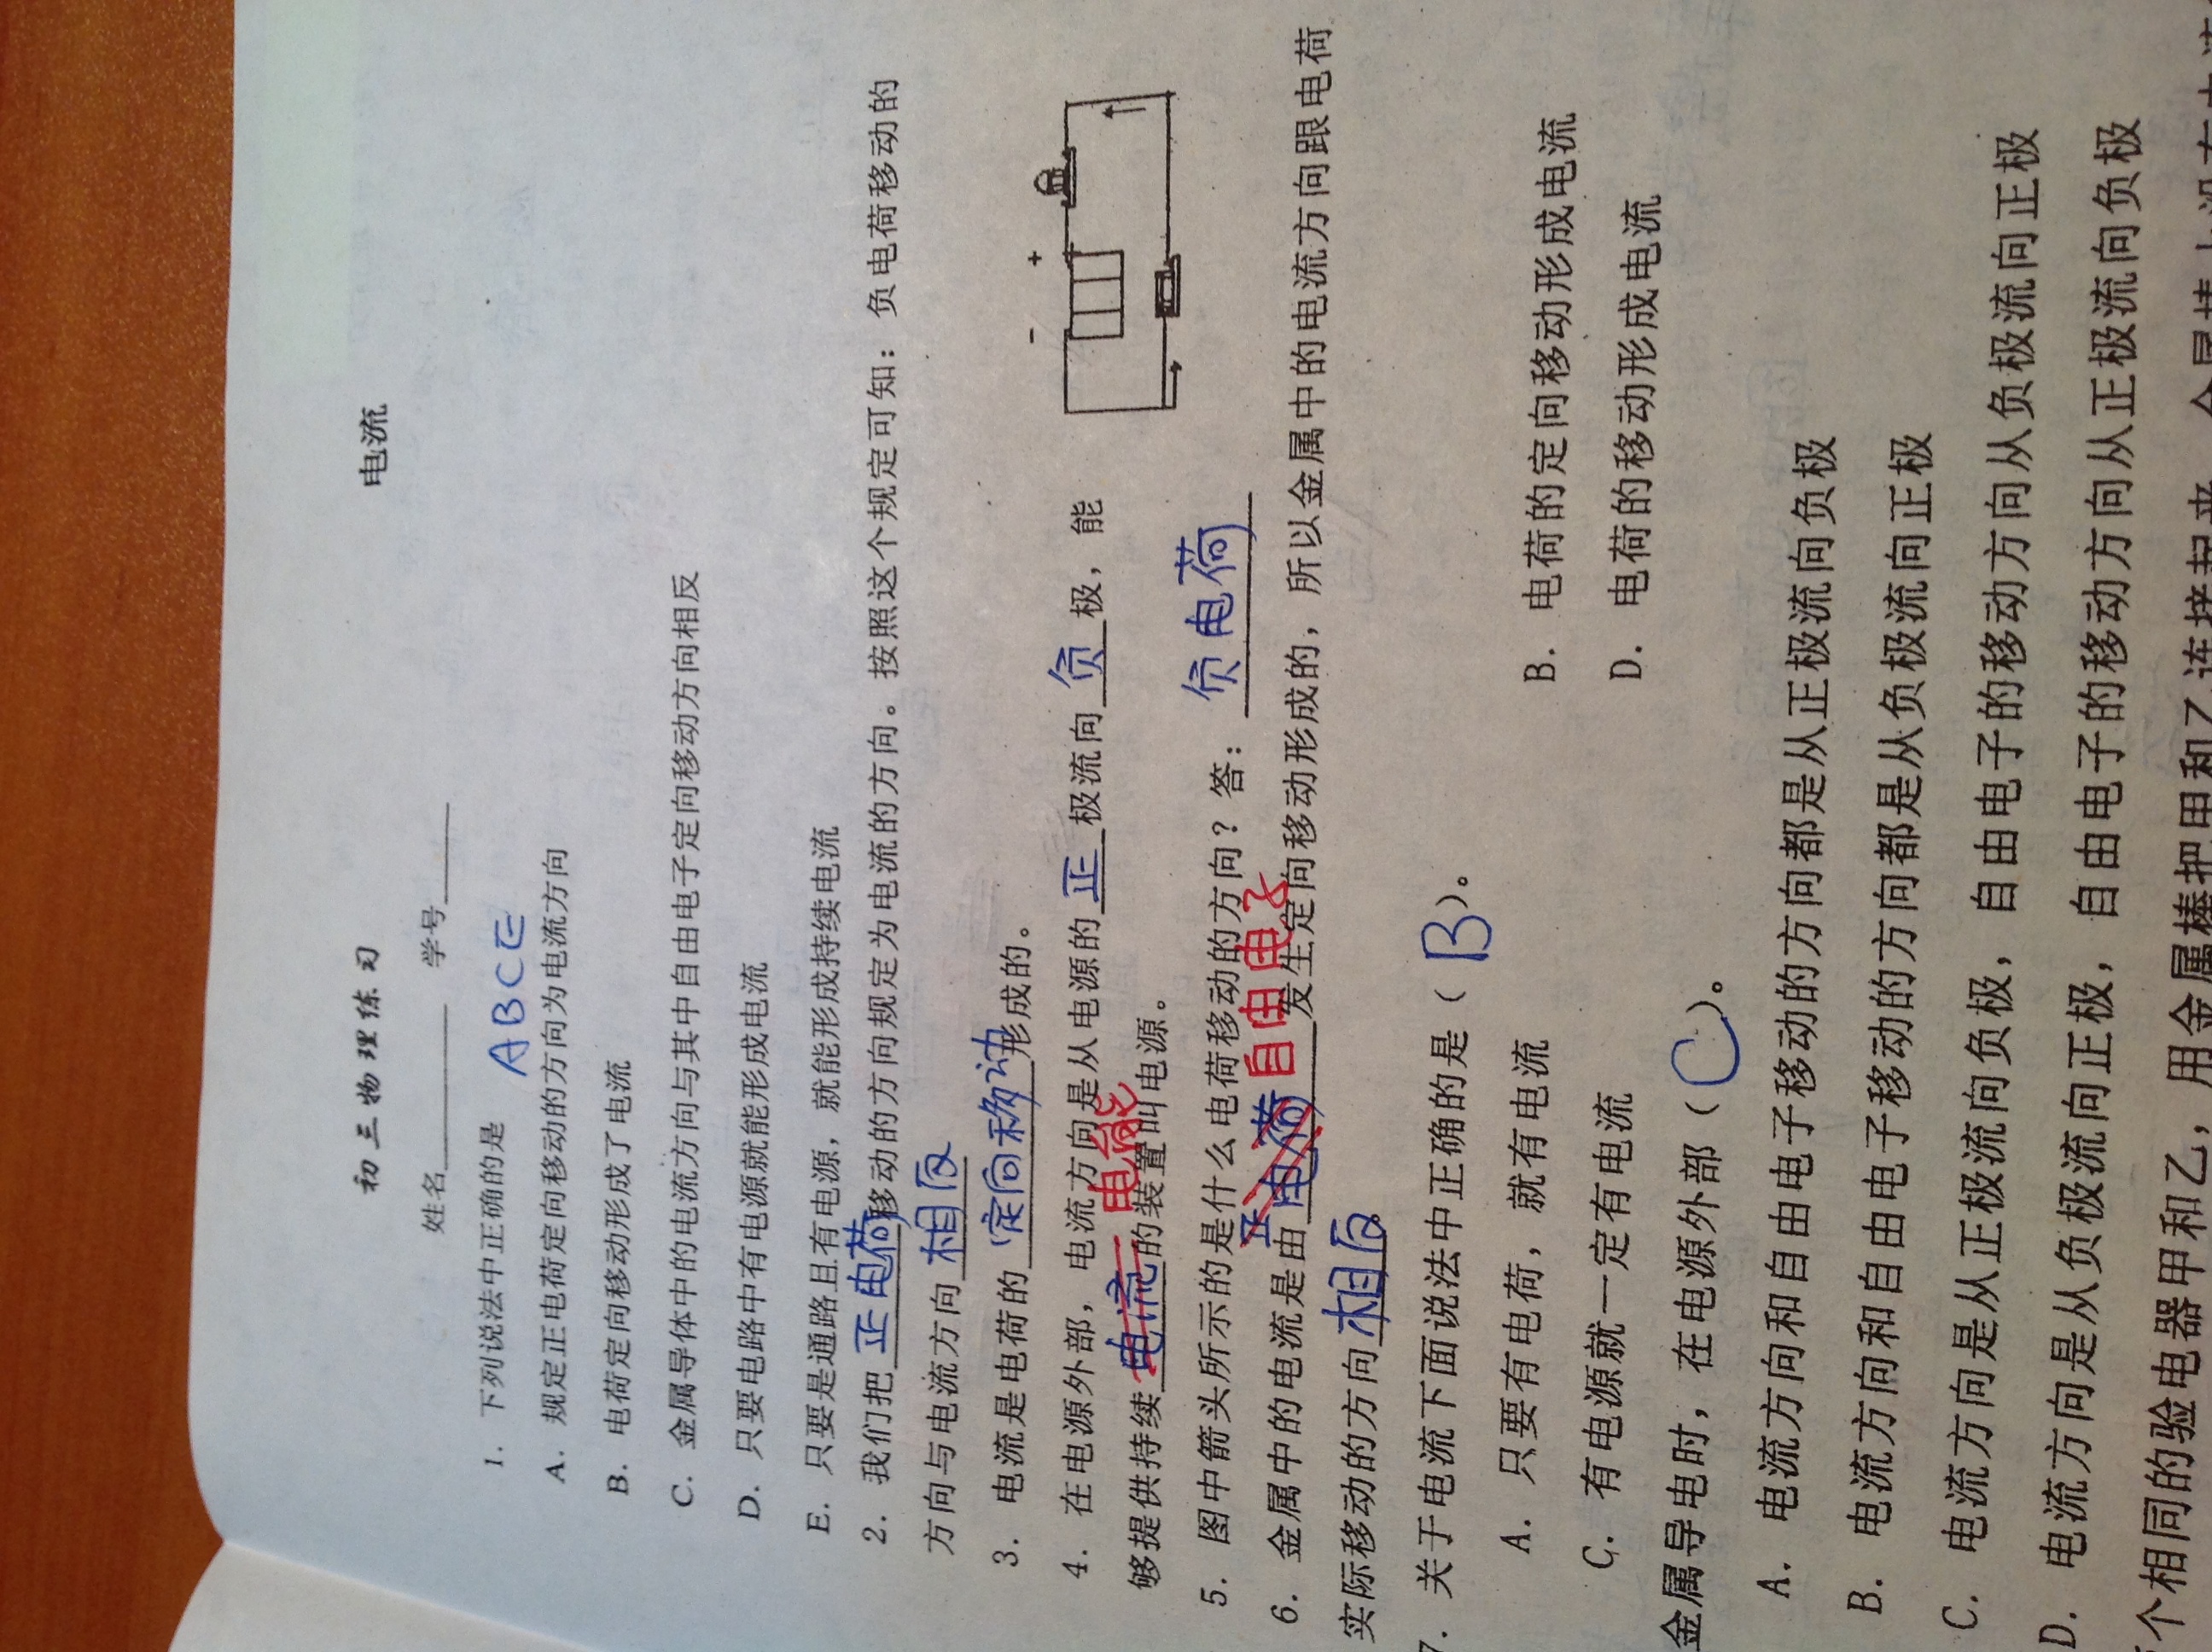 初三物理练习 电流
姓名 学号
1. 下列说法中正确的是 ABCE
A. 规定正电荷定向移动的方向为电流方向
B. 电荷定向移动形成了电流
C. 金属导体中的电流方向与其中自由电子定向移动方向相反
D. 只要电路中有电源就能形成电流
E. 只要是通路且有电源，就能形成持续电流
2. 我们把正电荷移动的方向规定为电流的方向。按照这个规定可知：负电荷移动的
方向与电流方向相反
3. 电流是电荷的定向移动形成的。
- +
4. 在电源外部，电流方向是从电源的正极流向负极，能
够提供持续电流 电能的装置叫电源。
5. 图中箭头所示的是什么电荷移动的方向？答：负电荷
6. 金属中的电流是由正电荷 自由电子发生定向移动形成的，所以金属中的电流方向跟电荷
实际移动的方向相反。
7. 关于电流下面说法中正确的是（B）。
A. 只要有电荷，就有电流 B. 电荷的定向移动形成电流
C. 有电源就一定有电流 D. 电荷的移动形成电流
金属导电时，在电源外部（C）。
A. 电流方向和自由电子移动的方向都是从正极流向负极
B. 电流方向和自由电子移动的方向都是从负极流向正极
C. 电流方向是从正极流向负极，自由电子的移动方向从负极流向正极
D. 电流方向是从负极流向正极，自由电子的移动方向从正极流向负极
个相同的验电器甲和乙，用金属棒把甲和乙连接起来，金属棒上没有